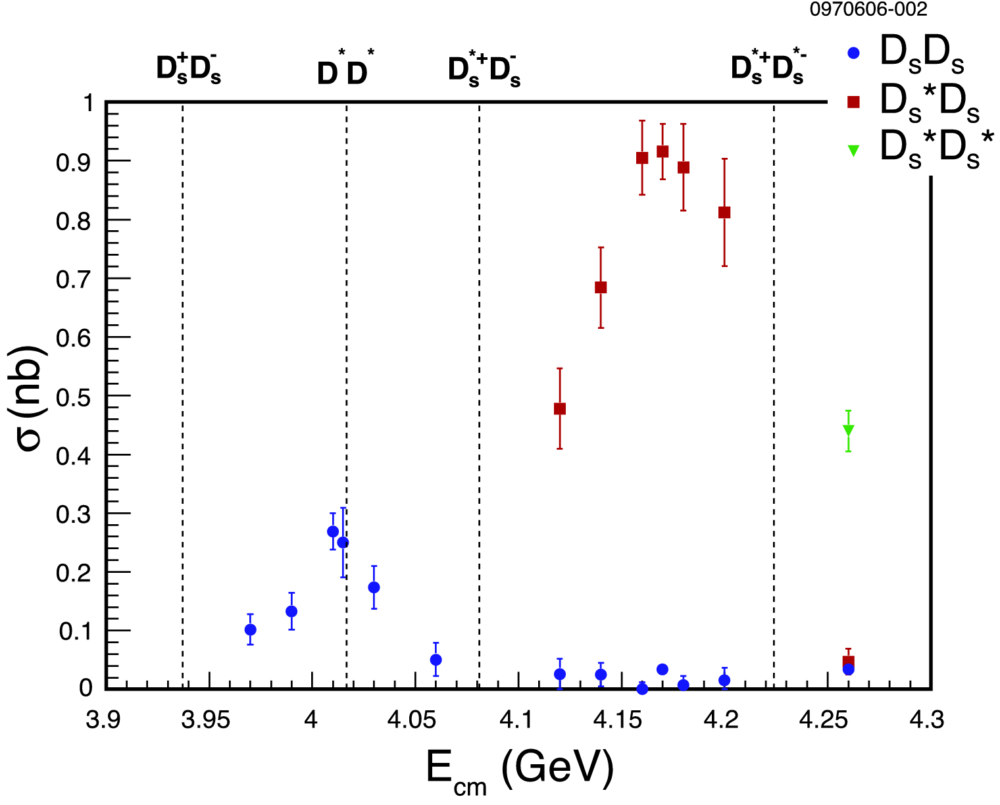 0970606-002
D_s^+D_s^- D^*D^* D_s^{*+}D_s^- D_s^{*+}D_s^{*-}
D_sD_s
D_s*D_s
D_s*D_s*
σ (nb)
1
0.9
0.8
0.7
0.6
0.5
0.4
0.3
0.2
0.1
0
3.9 3.95 4 4.05 4.1 4.15 4.2 4.25 4.3
E_cm (GeV)